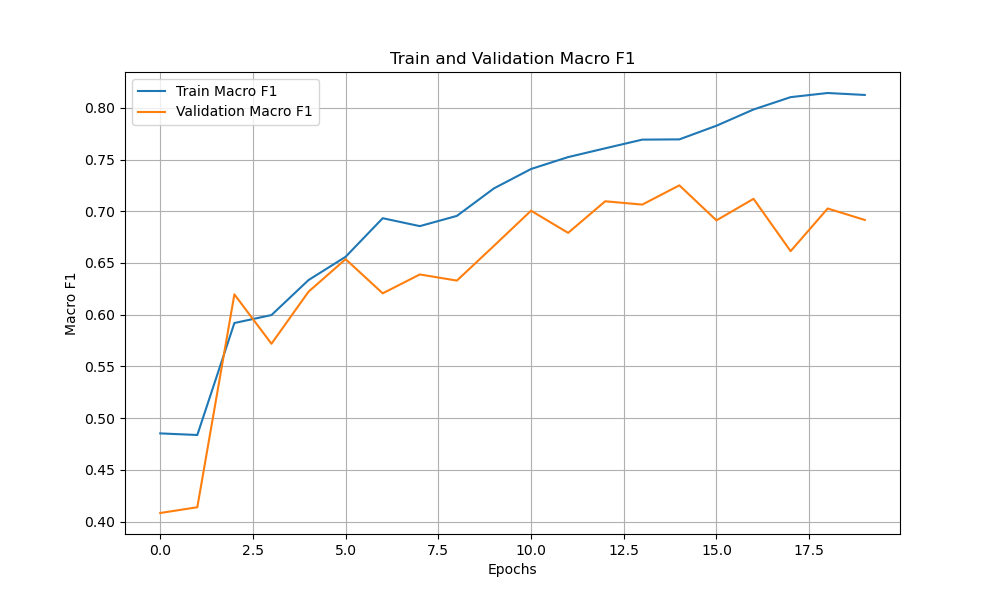 Train and Validation Macro F1
Train Macro F1
Validation Macro F1
Macro F1
0.80
0.75
0.70
0.65
0.60
0.55
0.50
0.45
0.40
0.0 2.5 5.0 7.5 10.0 12.5 15.0 17.5
Epochs